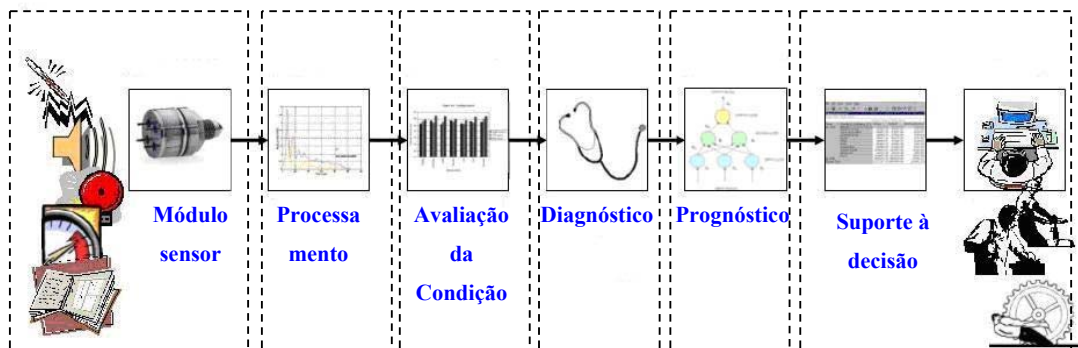 Módulo
sensor
Processa
mento
Avaliação
da
Condição
Diagnóstico
Prognóstico
Suporte à
decisão